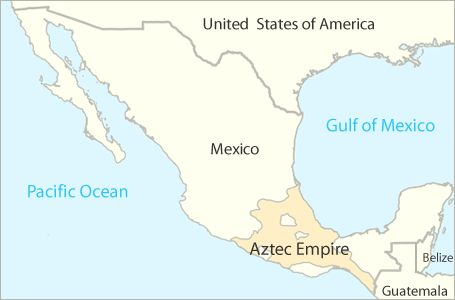 United States of America
Gulf of Mexico
Mexico
Pacific Ocean
Aztec Empire
Belize
Guatemala